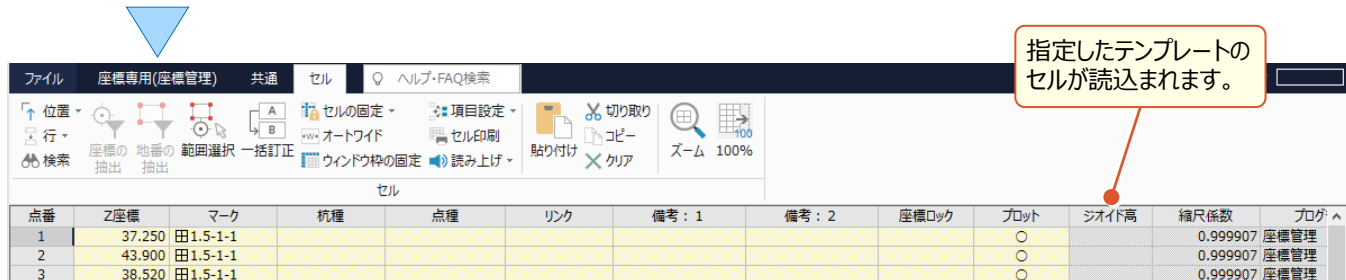 指定したテンプレートの
セルが読込まれます。
ファイル 座標専用(座標管理) 共通 セル ヘルプ・FAQ検索
位置 座標の抽出 地番の抽出 範囲選択 A B 一括訂正 セルの固定 項目設定 貼り付け 切り取り ズーム 100 100%
行 オートワイド セル印刷 コピー
検索 ウィンドウ枠の固定 読み上げ クリア
セル
点番 Z座標 マーク 杭種 点種 リンク 備考：1 備考：2 座標ロック プロット ジオイド高 縮尺係数
1 37.250 田1.5-1-1 ○ 0.999907 座標管理
2 43.900 田1.5-1-1 ○ 0.999907 座標管理
3 38.520 田1.5-1-1 ○ 0.999907 座標管理